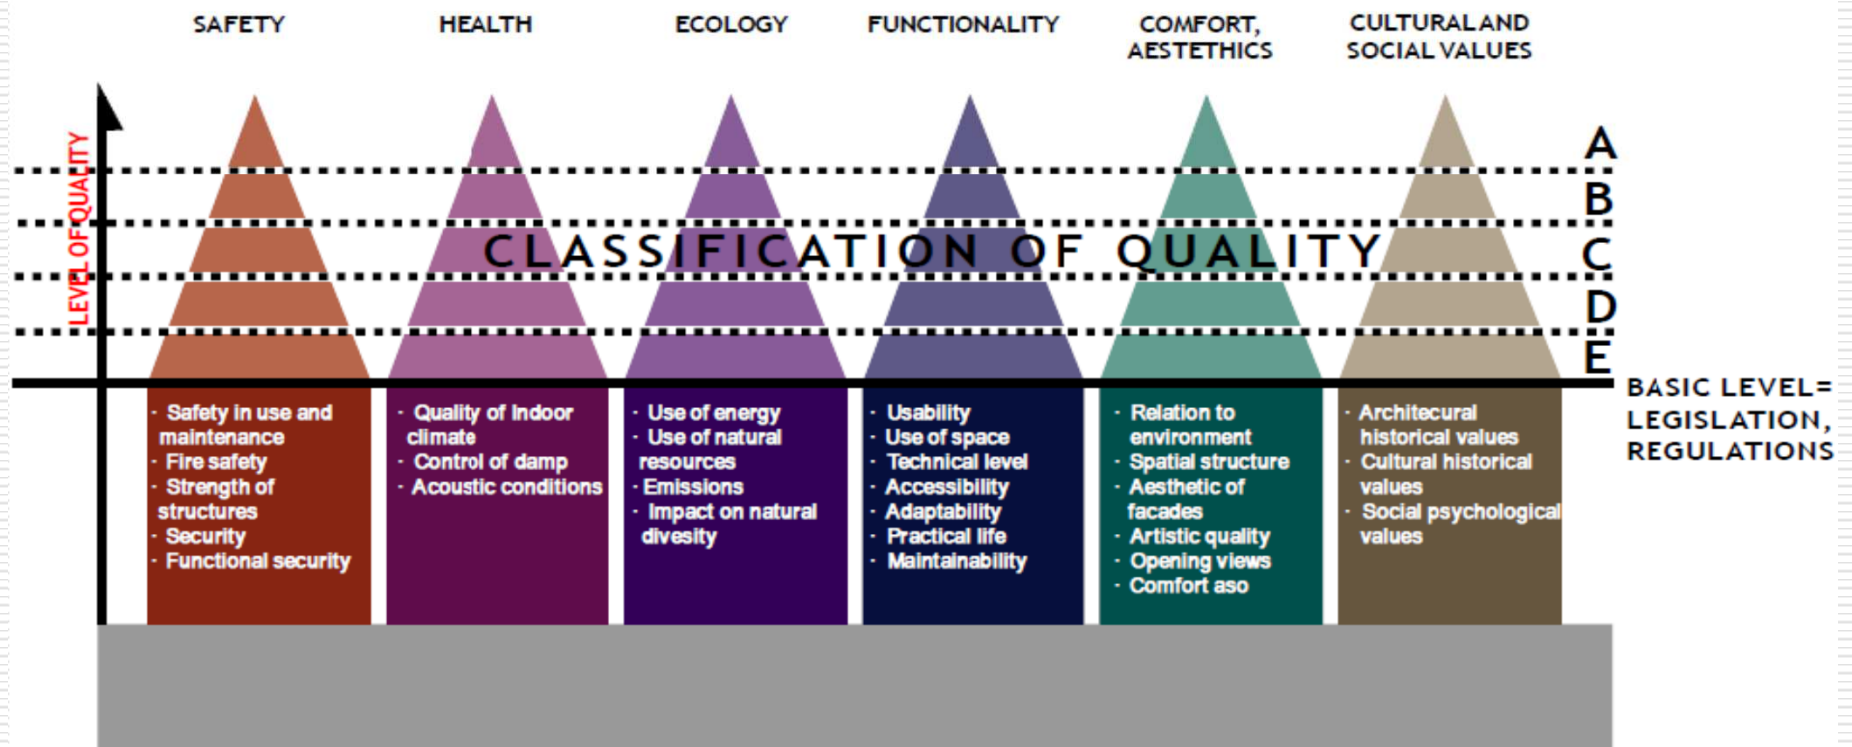 SAFETY
HEALTH
ECOLOGY
FUNCTIONALITY
COMFORT,
AESTETHICS
CULTURAL AND
SOCIAL VALUES
LEVEL OF QUALITY
A
B
CLASSIFICATION OF QUALITY
C
D
E
BASIC LEVEL=
LEGISLATION,
REGULATIONS
· Safety in use and
maintenance
· Fire safety
· Strength of
structures
· Security
· Functional security
· Quality of Indoor
climate
· Control of damp
· Acoustic conditions
· Use of energy
· Use of natural
resources
· Emissions
· Impact on natural
divesity
· Usability
· Use of space
· Technical level
· Accessibility
· Adaptability
· Practical life
· Maintainability
· Relation to
environment
· Spatial structure
· Aesthetic of
facades
· Artistic quality
· Opening views
· Comfort aso
· Architecural
historical values
· Cultural historical
values
· Social psychological
values